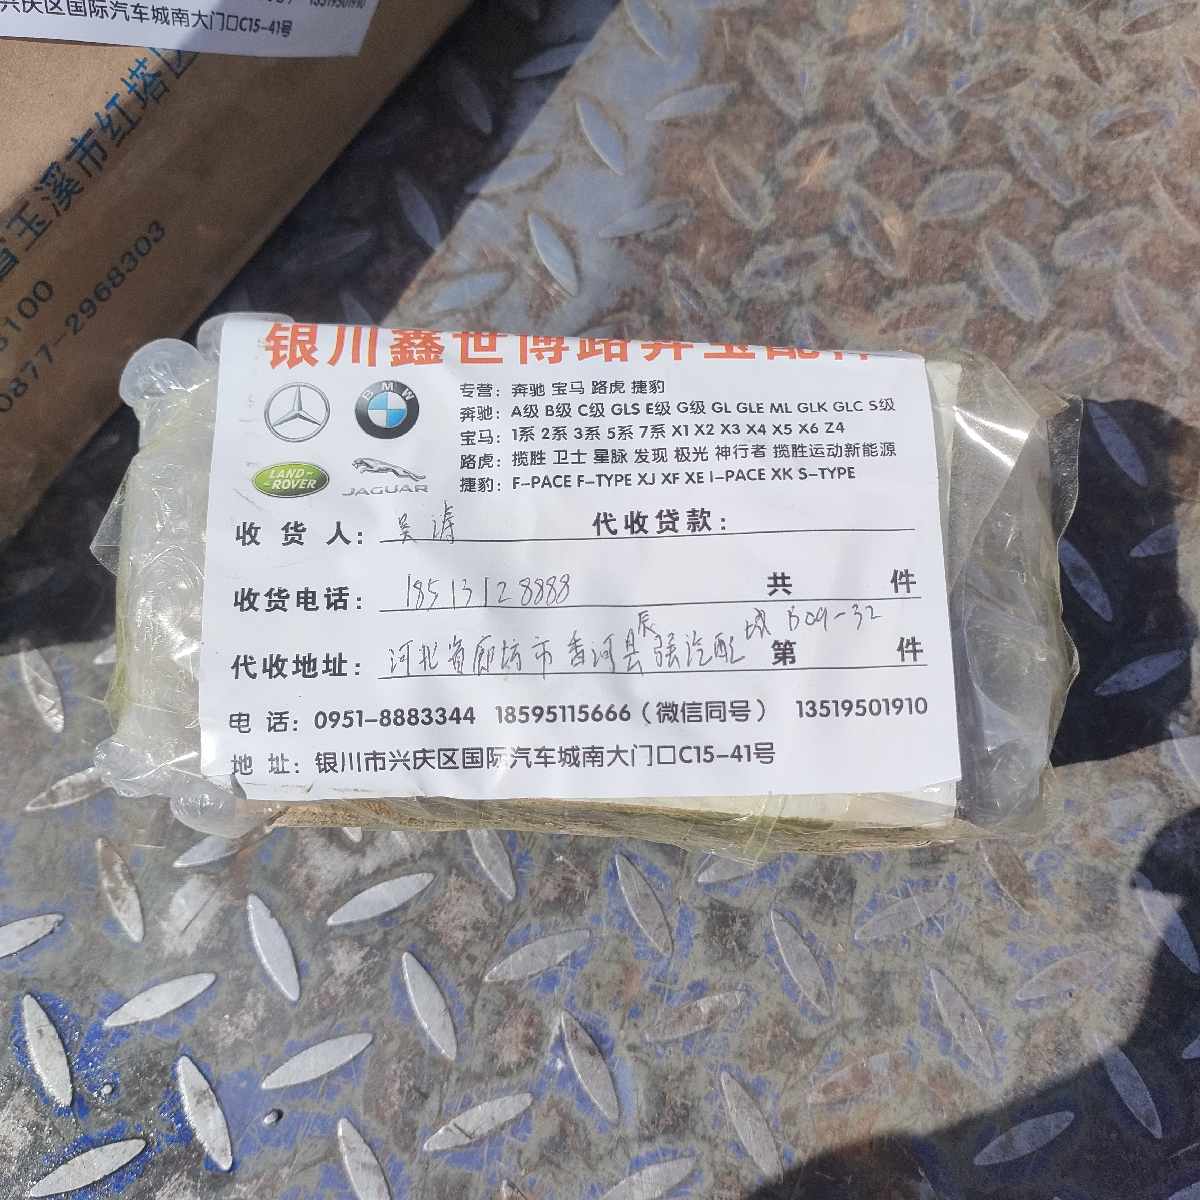 兴庆区国际汽车城南大门口C15-41号
玉溪市红塔区
0877-2968303
银川鑫世博路奔宝配件
BMW
LAND-
-ROVER
JAGUAR
专营：奔驰 宝马 路虎 捷豹
奔驰：A级 B级 C级 GLS E级 G级 GL GLE ML GLK GLC S级
宝马：1系 2系 3系 5系 7系 X1 X2 X3 X4 X5 X6 Z4
路虎：揽胜 卫士 星脉 发现 极光 神行者 揽胜运动新能源
捷豹：F-PACE F-TYPE XJ XF XE I-PACE XK S-TYPE
收货人：吴涛 代收贷款：
收货电话：18513128888 共 件
代收地址：河北省廊坊市香河县辰强汽配城B09-32 第 件
电话：0951-8883344 18595115666（微信同号） 13519501910
地址：银川市兴庆区国际汽车城南大门口C15-41号